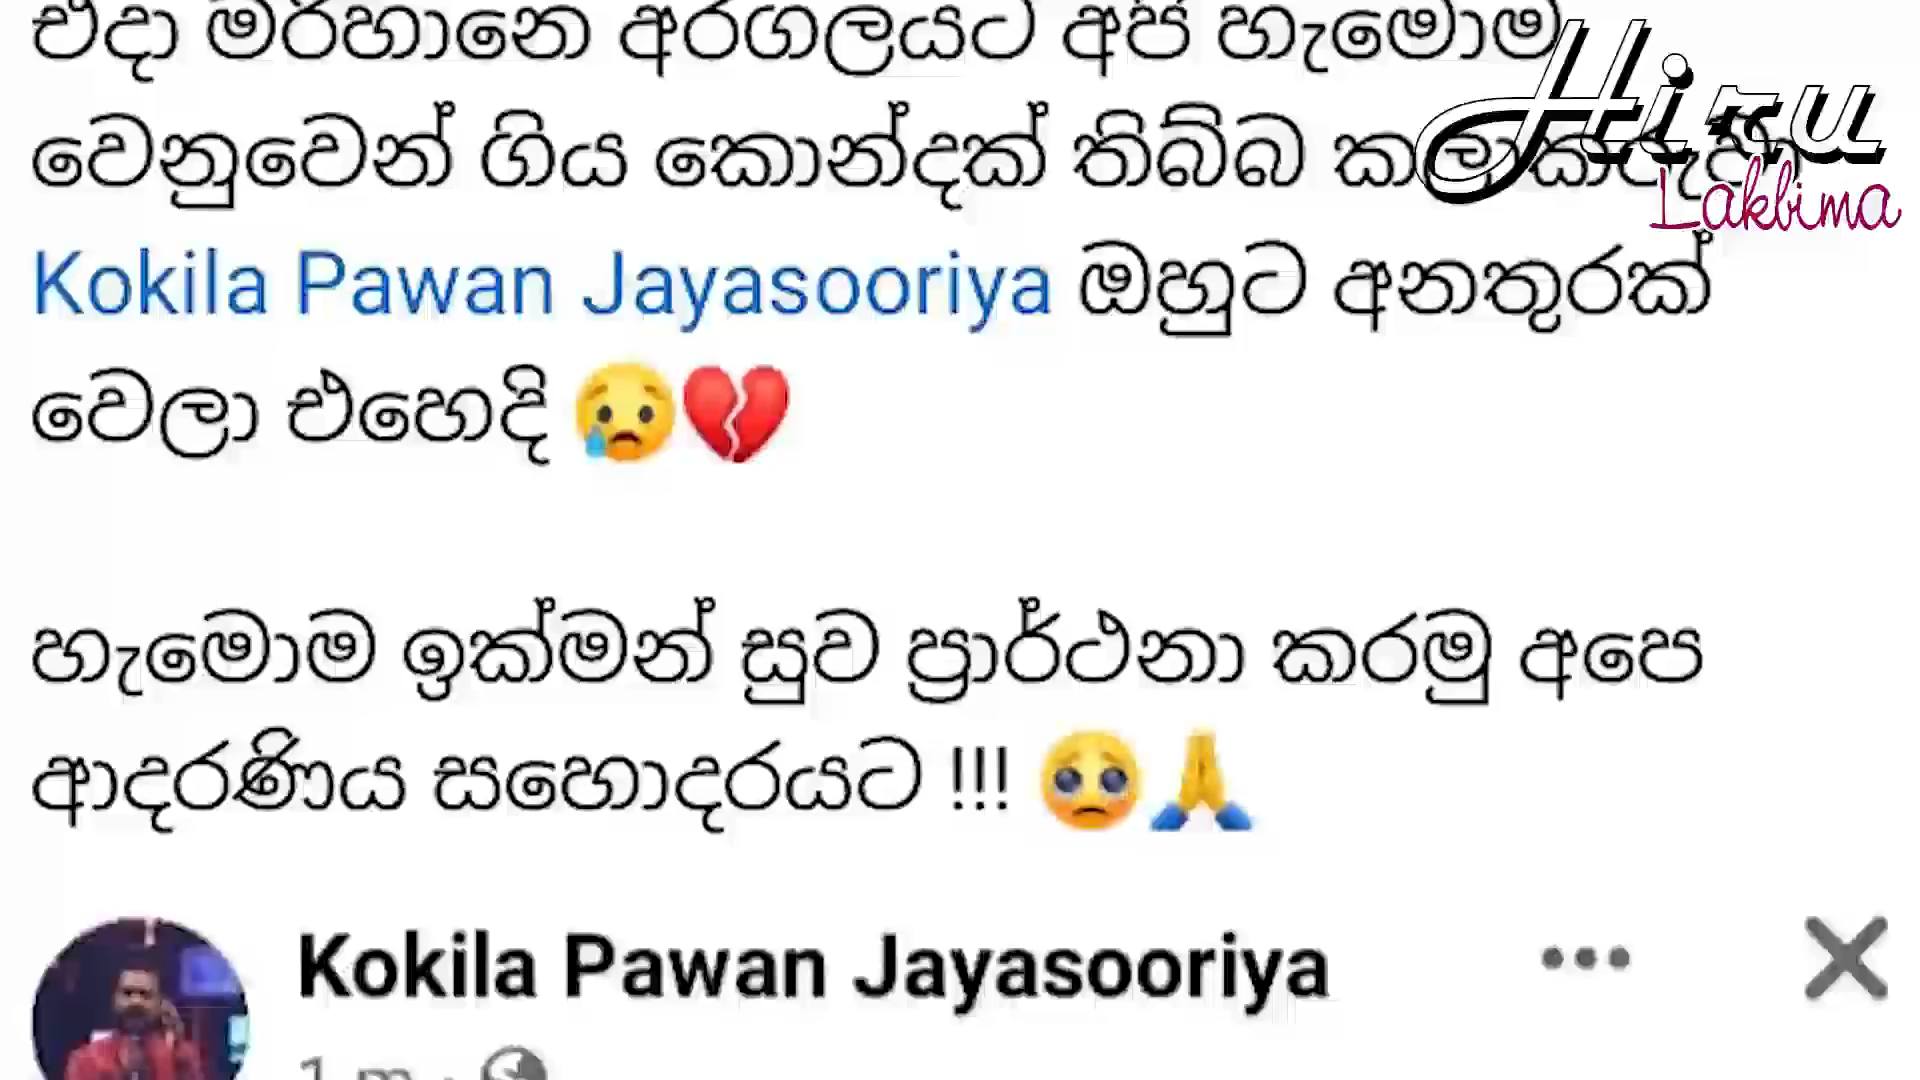 එදා මිරිහානෙ අරගලයට අපි හැමොම
වෙනුවෙන් ගිය කොන්දක් තිබ්බ
Kokila Pawan Jayasooriya ඔහුට අනතුරක්
වෙලා එහෙදි 😢💔
හැමොම ඉක්මන් සුව ප්‍රාර්ථනා කරමු අපෙ
ආදරණිය සහොදරයට !!! 🥺🙏
Kokila Pawan Jayasooriya
Hiru
Lakbima